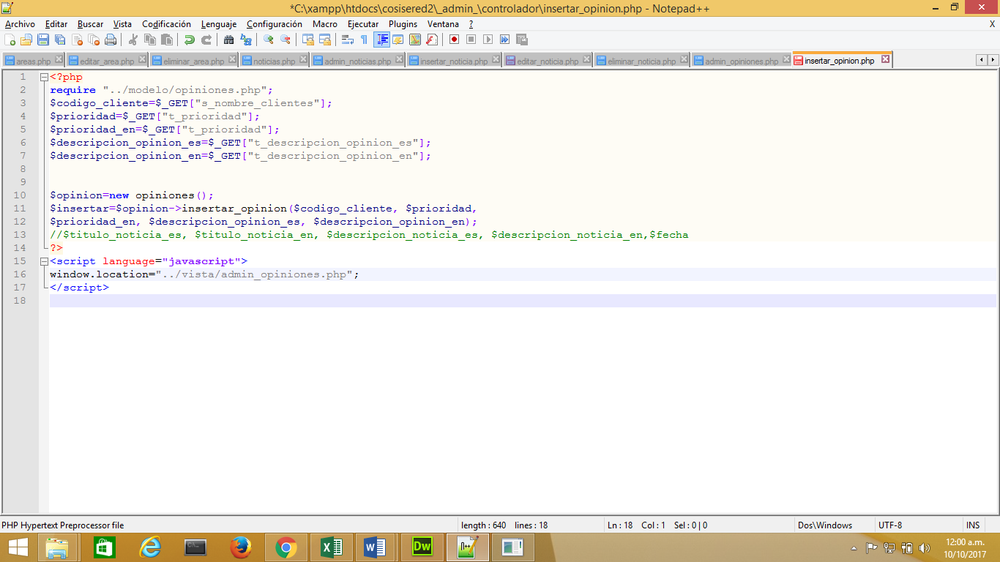 *C:\xampp\htdocs\cosisered2\_admin_\controlador\insertar_opinion.php - Notepad++
Archivo Editar Buscar Vista Codificación Lenguaje Configuración Macro Ejecutar Plugins Ventana ? X
areas.php editar_area.php eliminar_area.php noticias.php admin_noticias.php insertar_noticia.php editar_noticia.php eliminar_noticia.php admin_opiniones.php insertar_opinion.php
1 <?php
2 require "../modelo/opiniones.php";
3 $codigo_cliente=$_GET["s_nombre_clientes"];
4 $prioridad=$_GET["t_prioridad"];
5 $prioridad_en=$_GET["t_prioridad"];
6 $descripcion_opinion_es=$_GET["t_descripcion_opinion_es"];
7 $descripcion_opinion_en=$_GET["t_descripcion_opinion_en"];
8
9
10 $opinion=new opiniones();
11 $insertar=$opinion->insertar_opinion($codigo_cliente, $prioridad,
12 $prioridad_en, $descripcion_opinion_es, $descripcion_opinion_en);
13 //$titulo_noticia_es, $titulo_noticia_en, $descripcion_noticia_es, $descripcion_noticia_en,$fecha
14 ?>
15 <script language="javascript">
16 window.location="../vista/admin_opiniones.php";
17 </script>
18
PHP Hypertext Preprocessor file length : 640 lines : 18 Ln : 18 Col : 1 Sel : 0 | 0 Dos\Windows UTF-8 INS
Dw
12:00 a.m.
10/10/2017